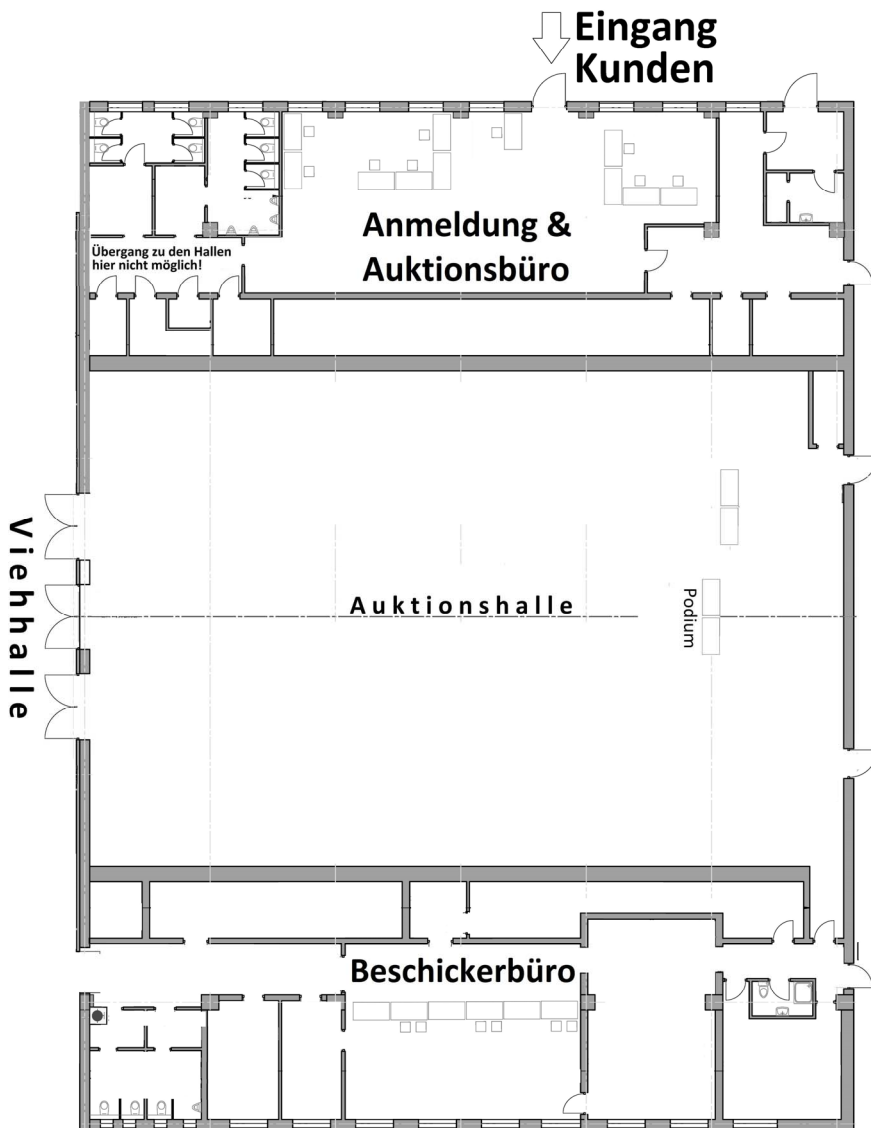 Eingang
Kunden
Anmeldung &
Auktionsbüro
Übergang zu den Hallen
hier nicht möglich!
Viehhalle
Auktionshalle
Podium
Beschickerbüro